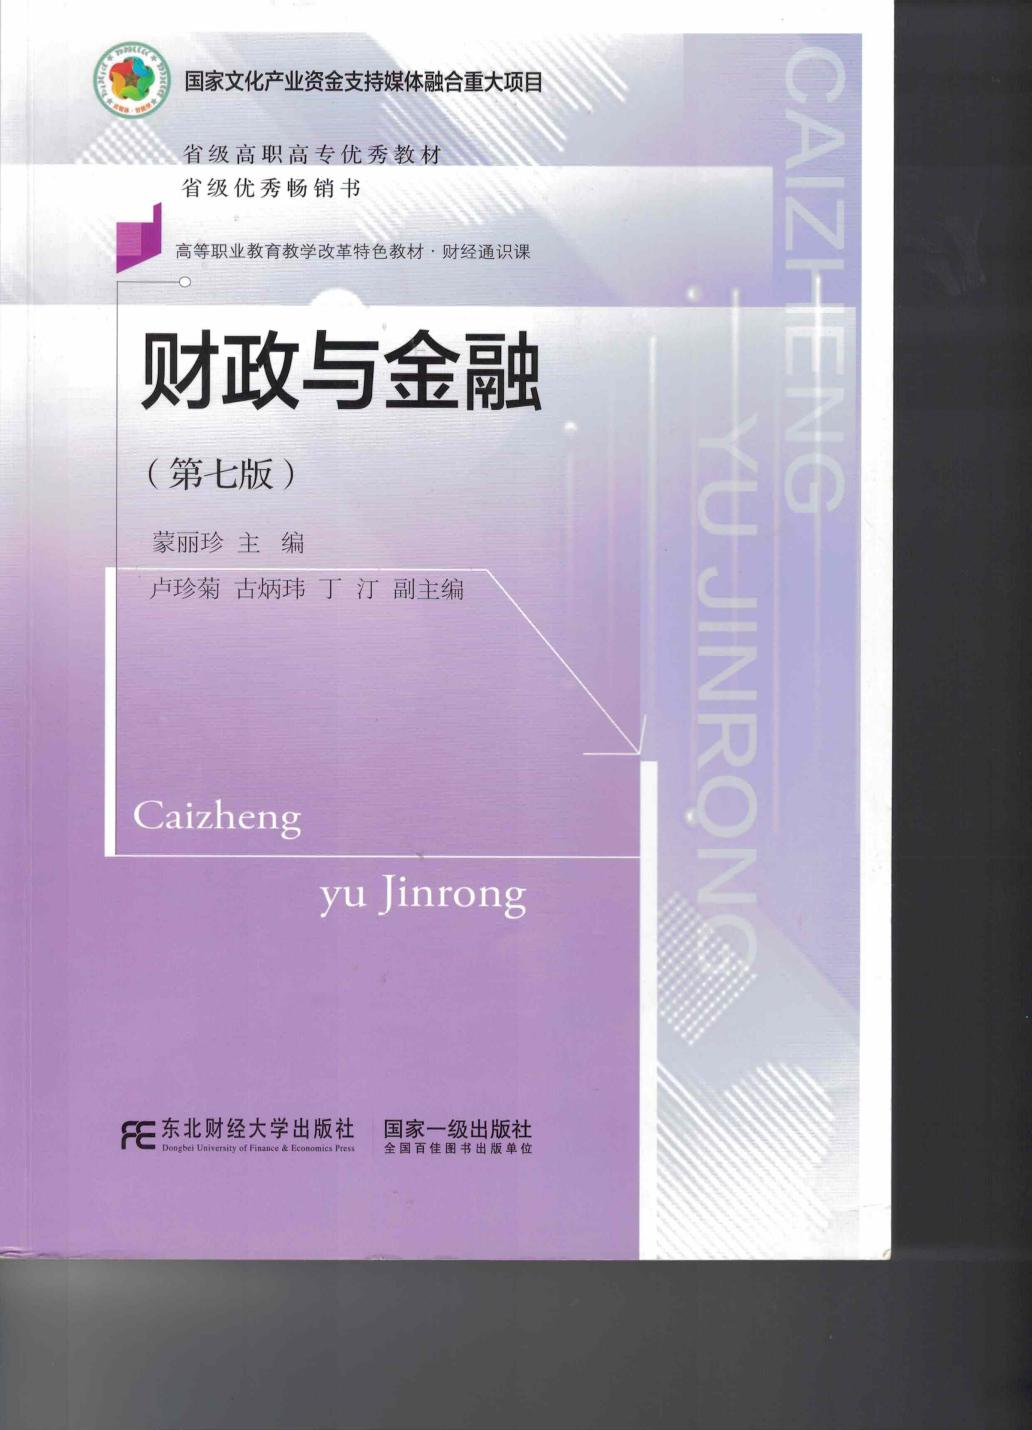 国家文化产业资金支持媒体融合重大项目
省级高职高专优秀教材
省级优秀畅销书
高等职业教育教学改革特色教材·财经通识课
财政与金融
（第七版）
蒙丽珍 主 编
卢珍菊 古炳玮 丁 汀 副主编
Caizheng
yu Jinrong
CAIZHENG
YU JINRONG
东北财经大学出版社
Dongbei University of Finance & Economics Press
国家一级出版社
全国百佳图书出版单位